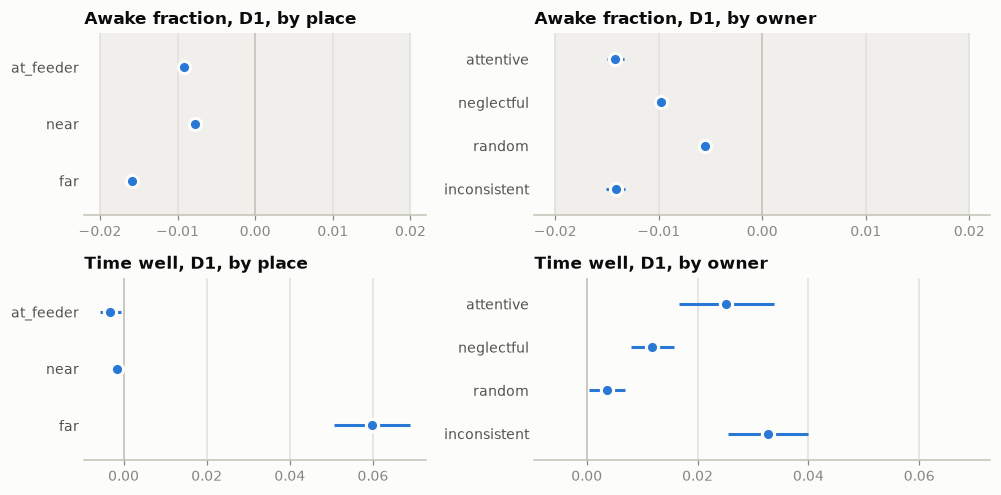 Awake fraction, D1, by place
at_feeder
near
far
−0.02 −0.01 0.00 0.01 0.02
Awake fraction, D1, by owner
attentive
neglectful
random
inconsistent
−0.02 −0.01 0.00 0.01 0.02
Time well, D1, by place
at_feeder
near
far
0.00 0.02 0.04 0.06
Time well, D1, by owner
attentive
neglectful
random
inconsistent
0.00 0.02 0.04 0.06